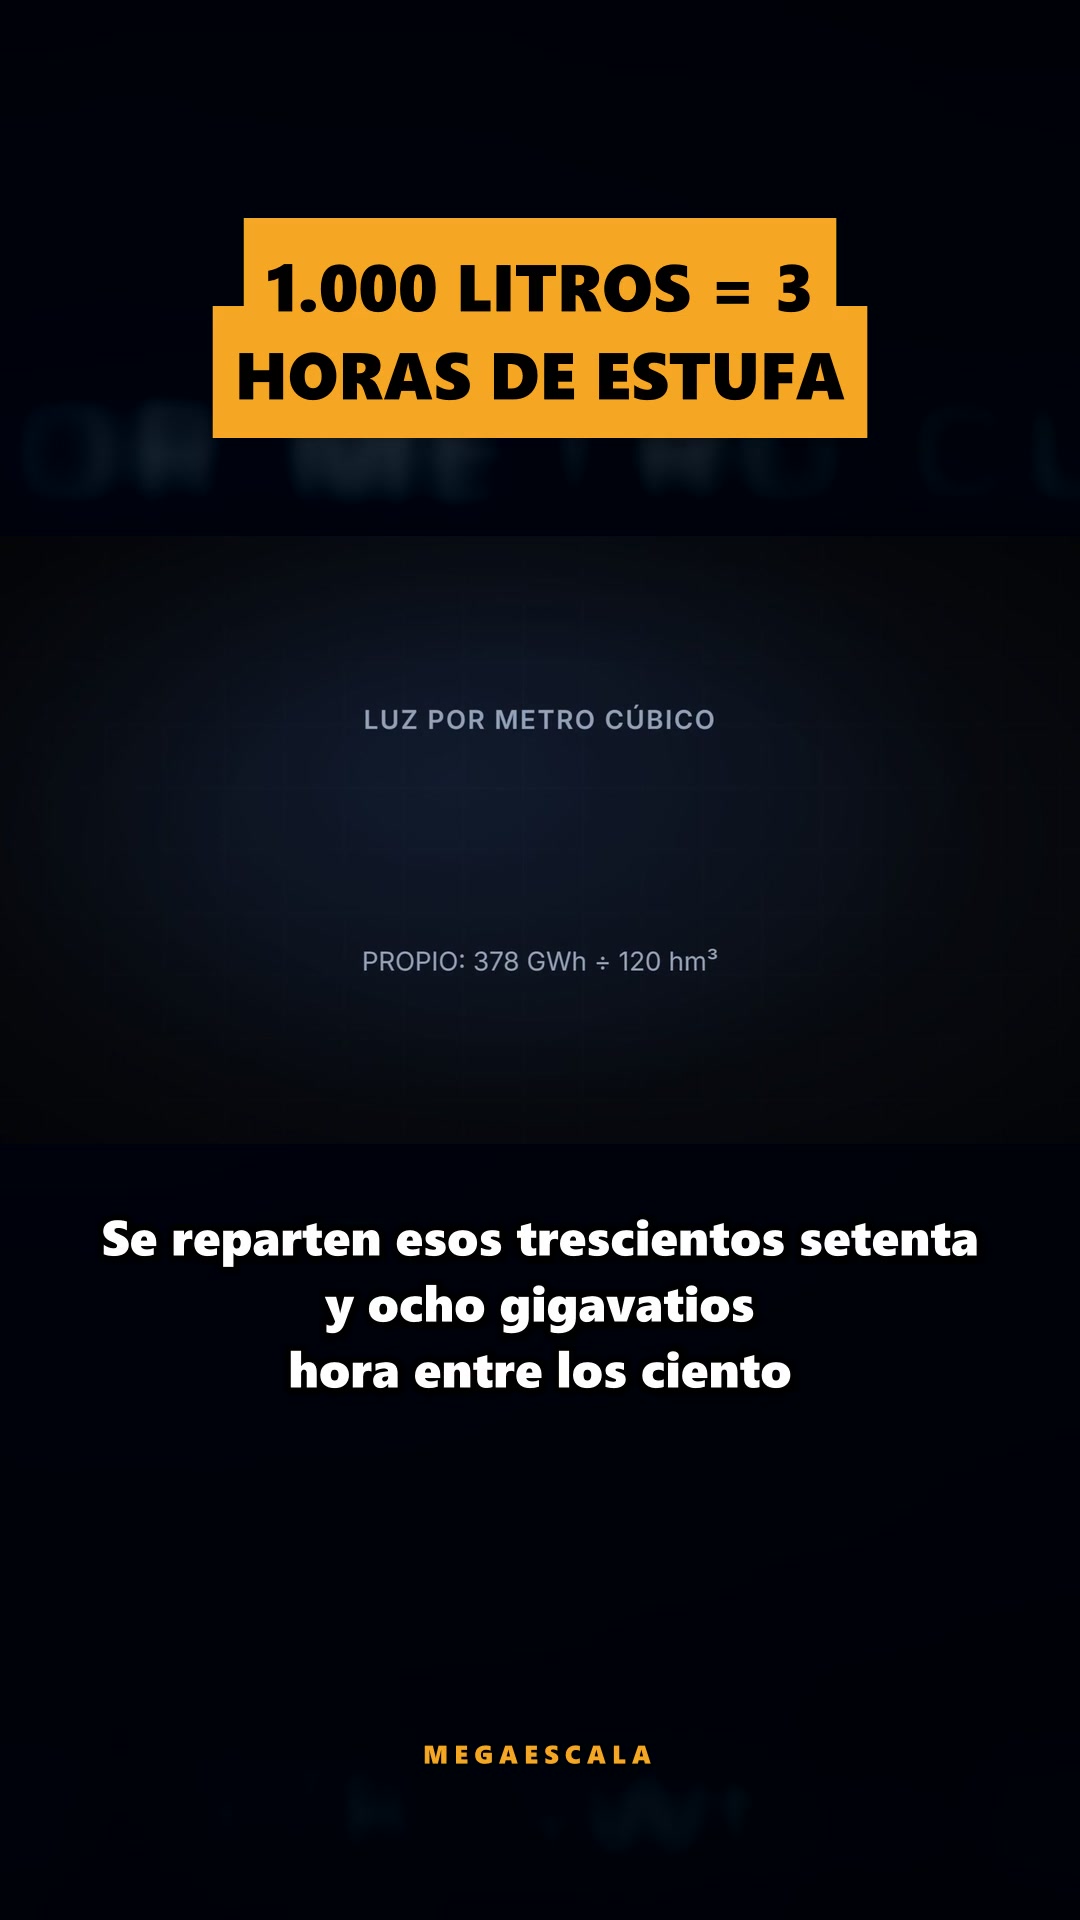 1.000 LITROS = 3
HORAS DE ESTUFA
LUZ POR METRO CÚBICO
PROPIO: 378 GWh ÷ 120 hm³
Se reparten esos trescientos setenta
y ocho gigavatios
hora entre los ciento
MEGAESCALA